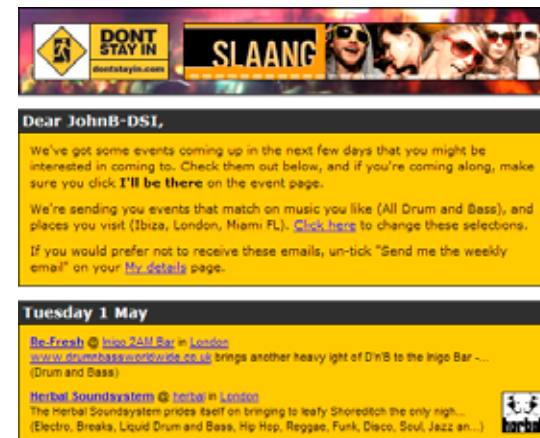 DONT
STAY IN
dontstayin.com
SLAANG
Dear JohnB-DSI,
We've got some events coming up in the next few days that you might be
interested in coming to. Check them out below, and if you're coming along, make
sure you click I'll be there on the event page.
We're sending you events that match on music you like (All Drum and Bass), and
places you visit (Ibiza, London, Miami FL). Click here to change these selections.
If you would prefer not to receive these emails, un-tick "Send me the weekly
email" on your My details page.
Tuesday 1 May
Re-Fresh @ Inigo 2AM Bar in London
www.drumnbassworldwide.co.uk brings another heavy ight of D'n'B to the Inigo Bar -...
(Drum and Bass)
Herbal Soundsystem @ herbal in London
The Herbal Soundsystem prides itself on bringing to leafy Shoreditch the only nigh...
(Electro, Breaks, Liquid Drum and Bass, Hip Hop, Reggae, Funk, Disco, Soul, Jazz an...)
herbal